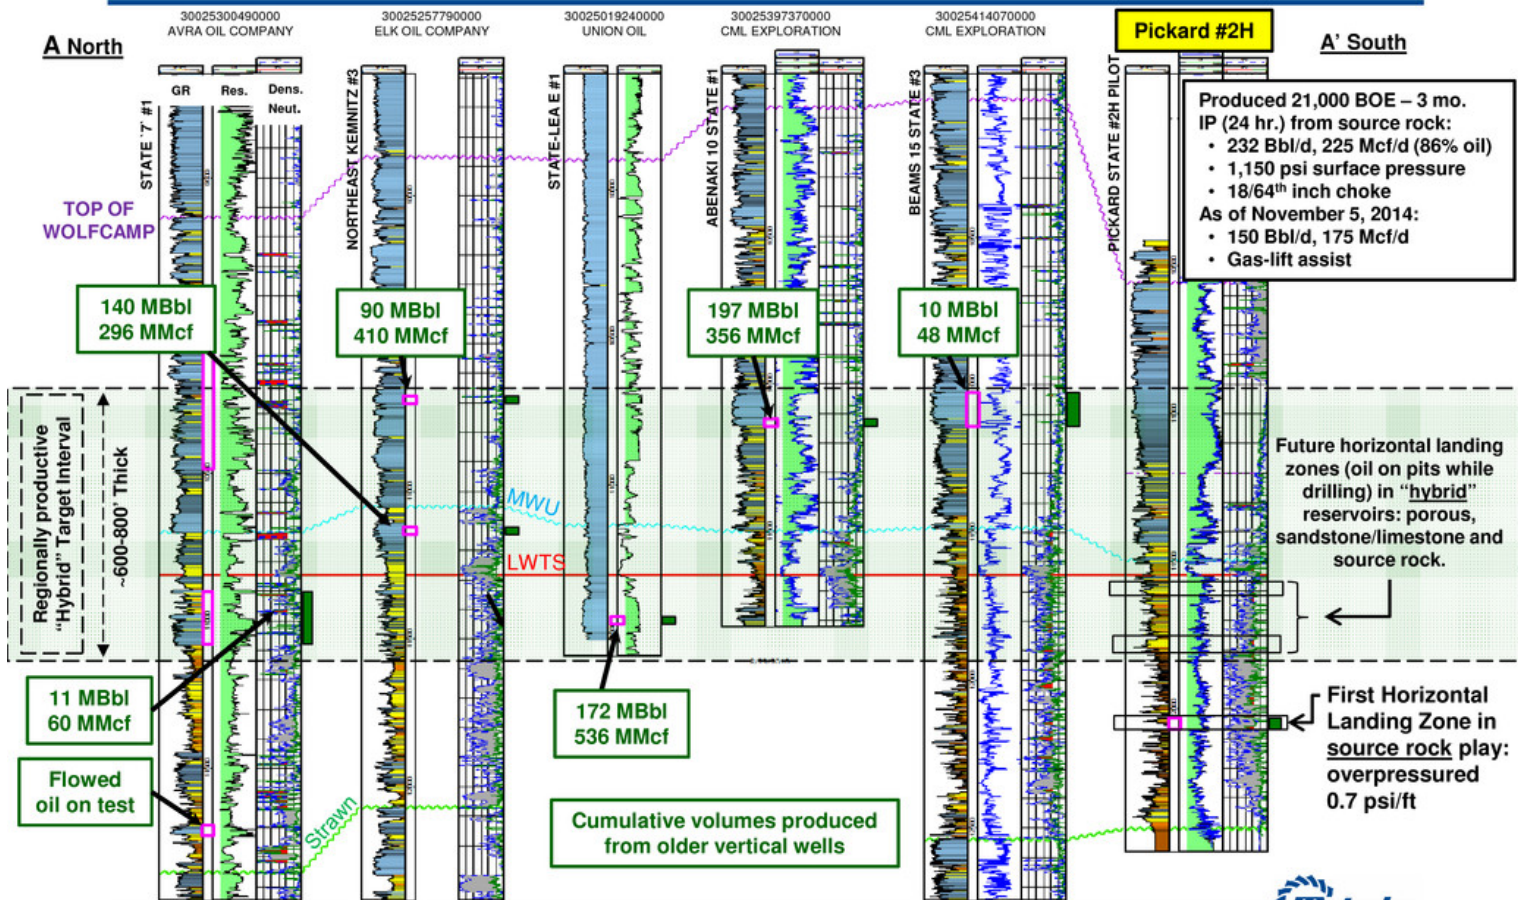 30025300490000
AVRA OIL COMPANY
30025257790000
ELK OIL COMPANY
30025019240000
UNION OIL
30025397370000
CML EXPLORATION
30025414070000
CML EXPLORATION
Pickard #2H
A North
A' South
GR
Res.
Dens.
Neut.
STATE '7' #1
NORTHEAST KEMNITZ #3
STATE-LEA E #1
ABENAKI 10 STATE #1
BEAMS 15 STATE #3
PICKARD STATE #2H PILOT
Produced 21,000 BOE – 3 mo.
IP (24 hr.) from source rock:
• 232 Bbl/d, 225 Mcf/d (86% oil)
• 1,150 psi surface pressure
• 18/64th inch choke
As of November 5, 2014:
• 150 Bbl/d, 175 Mcf/d
• Gas-lift assist
TOP OF
WOLFCAMP
140 MBbl
296 MMcf
90 MBbl
410 MMcf
197 MBbl
356 MMcf
10 MBbl
48 MMcf
Regionally productive
"Hybrid" Target Interval
~600-800' Thick
MWU
LWTS
Future horizontal landing
zones (oil on pits while
drilling) in "hybrid"
reservoirs: porous,
sandstone/limestone and
source rock.
11 MBbl
60 MMcf
172 MBbl
536 MMcf
First Horizontal
Landing Zone in
source rock play:
overpressured
0.7 psi/ft
Flowed
oil on test
Strawn
Cumulative volumes produced
from older vertical wells